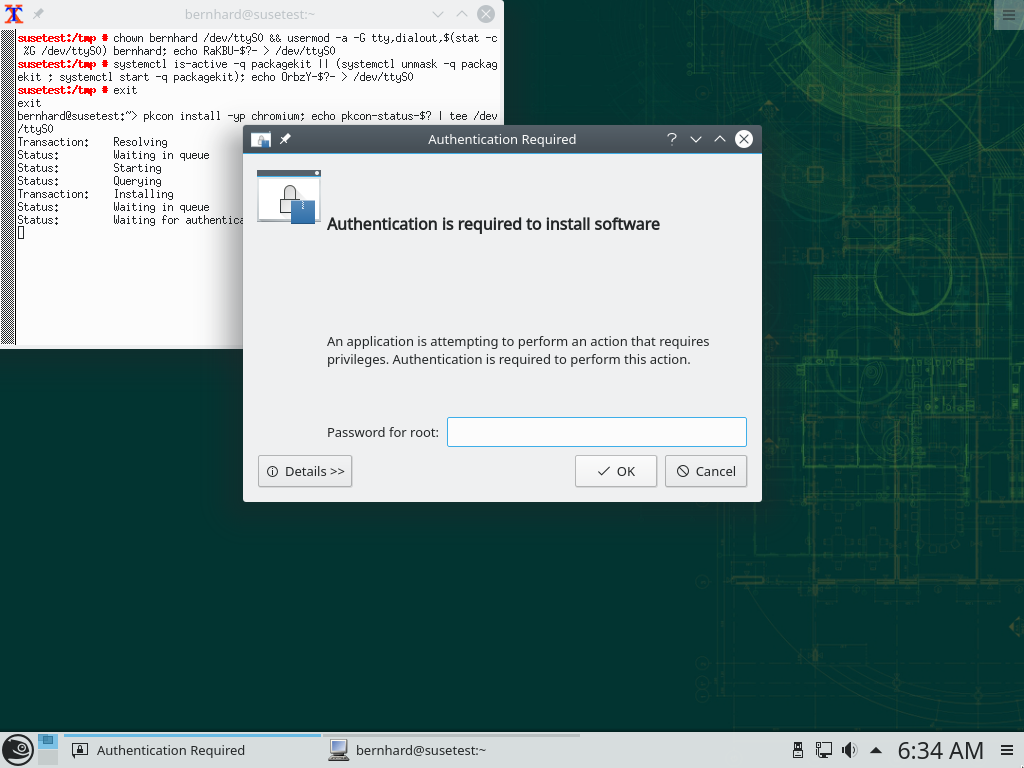 bernhard@susetest:~
susetest:/tmp # chown bernhard /dev/ttyS0 && usermod -a -G tty,dialout,$(stat -c
 %G /dev/ttyS0) bernhard; echo RaKBU-$?- > /dev/ttyS0
susetest:/tmp # systemctl is-active -q packagekit || (systemctl unmask -q packag
ekit ; systemctl start -q packagekit); echo OrbzY-$?- > /dev/ttyS0
susetest:/tmp # exit
exit
bernhard@susetest:~> pkcon install -yp chromium; echo pkcon-status-$? | tee /dev
/ttyS0
Transaction: Resolving
Status: Waiting in queue
Status: Starting
Status: Querying
Transaction: Installing
Status: Waiting in queue
Status: Waiting for authentica
Authentication Required
Authentication is required to install software
An application is attempting to perform an action that requires
privileges. Authentication is required to perform this action.
Password for root:
Details >>
OK
Cancel
Authentication Required
bernhard@susetest:~
6:34 AM